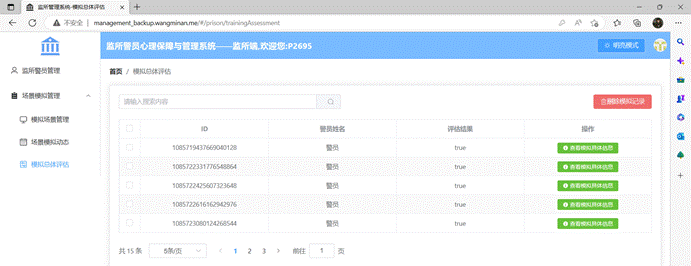 监所管理系统-模拟总体评估
不安全 | management_backup.wangminan.me/#/prison/trainingAssessment
监所警员心理保障与管理系统——监所端,欢迎您:P2695
明亮模式
监所警员管理
场景模拟管理
模拟场景管理
场景模拟动态
模拟总体评估
首页 / 模拟总体评估
请输入搜索内容
删除模拟记录
ID 警员姓名 评估结果 操作
1085719437669040128 警员 true 查看模拟具体信息
1085722331776548864 警员 true 查看模拟具体信息
1085722425607323648 警员 true 查看模拟具体信息
1085722616162942976 警员 true 查看模拟具体信息
1085723080124268544 警员 true 查看模拟具体信息
共 15 条 5条/页 1 2 3 前往 1 页